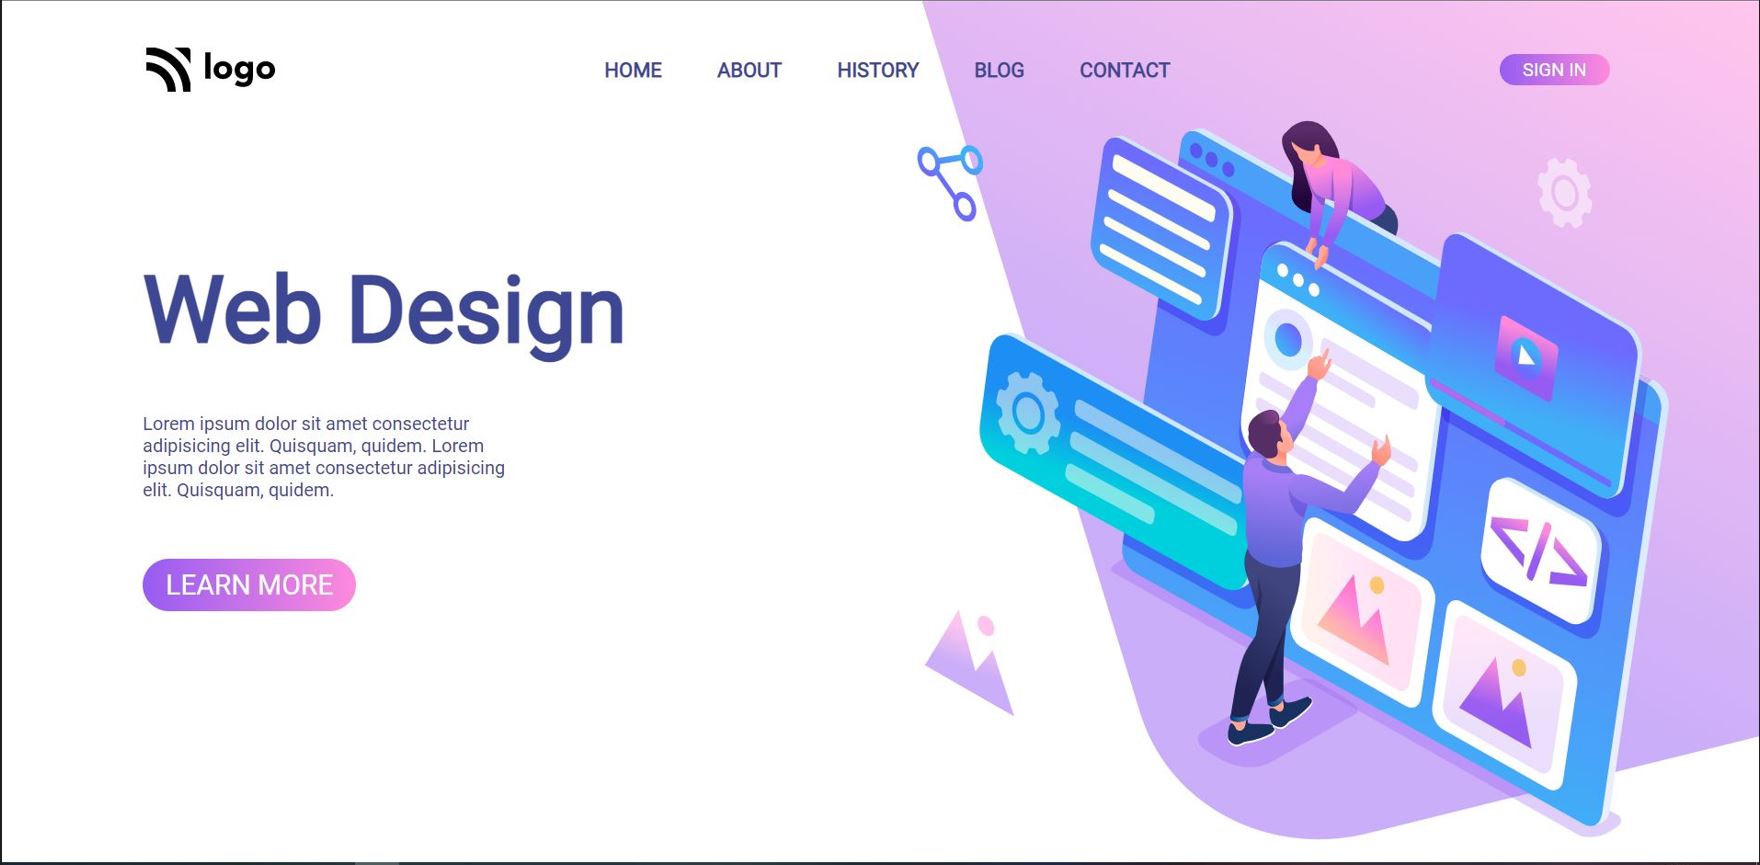 logo
HOME ABOUT HISTORY BLOG CONTACT
SIGN IN
Web Design
Lorem ipsum dolor sit amet consectetur
adipisicing elit. Quisquam, quidem. Lorem
ipsum dolor sit amet consectetur adipisicing
elit. Quisquam, quidem.
LEARN MORE
</>